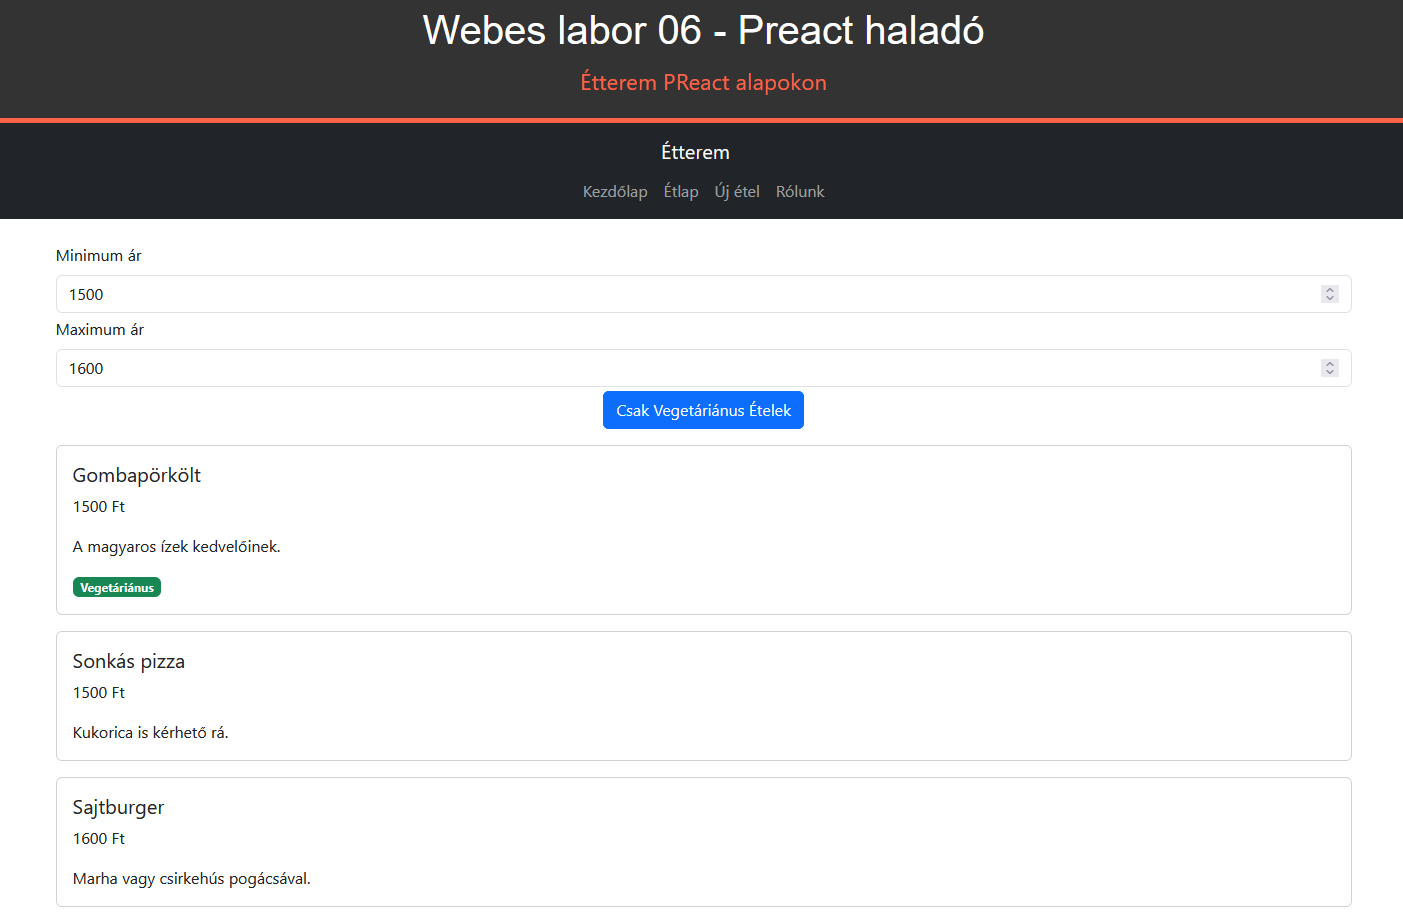 Webes labor 06 - Preact haladó
Étterem PReact alapokon
Étterem
Kezdőlap Étlap Új étel Rólunk
Minimum ár
1500
Maximum ár
1600
Csak Vegetáriánus Ételek
Gombapörkölt
1500 Ft
A magyaros ízek kedvelőinek.
Vegetáriánus
Sonkás pizza
1500 Ft
Kukorica is kérhető rá.
Sajtburger
1600 Ft
Marha vagy csirkehús pogácsával.